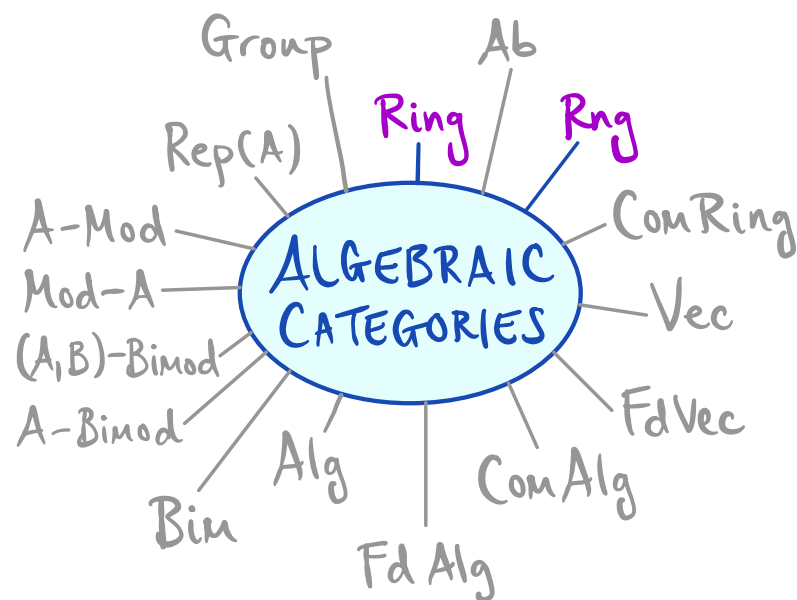 Group
Ab
Ring
Rng
Rep(A)
ComRing
A-Mod
ALGEBRAIC
CATEGORIES
Mod-A
Vec
(A,B)-Bimod
A-Bimod
FdVec
Alg
ComAlg
Bim
Fd Alg